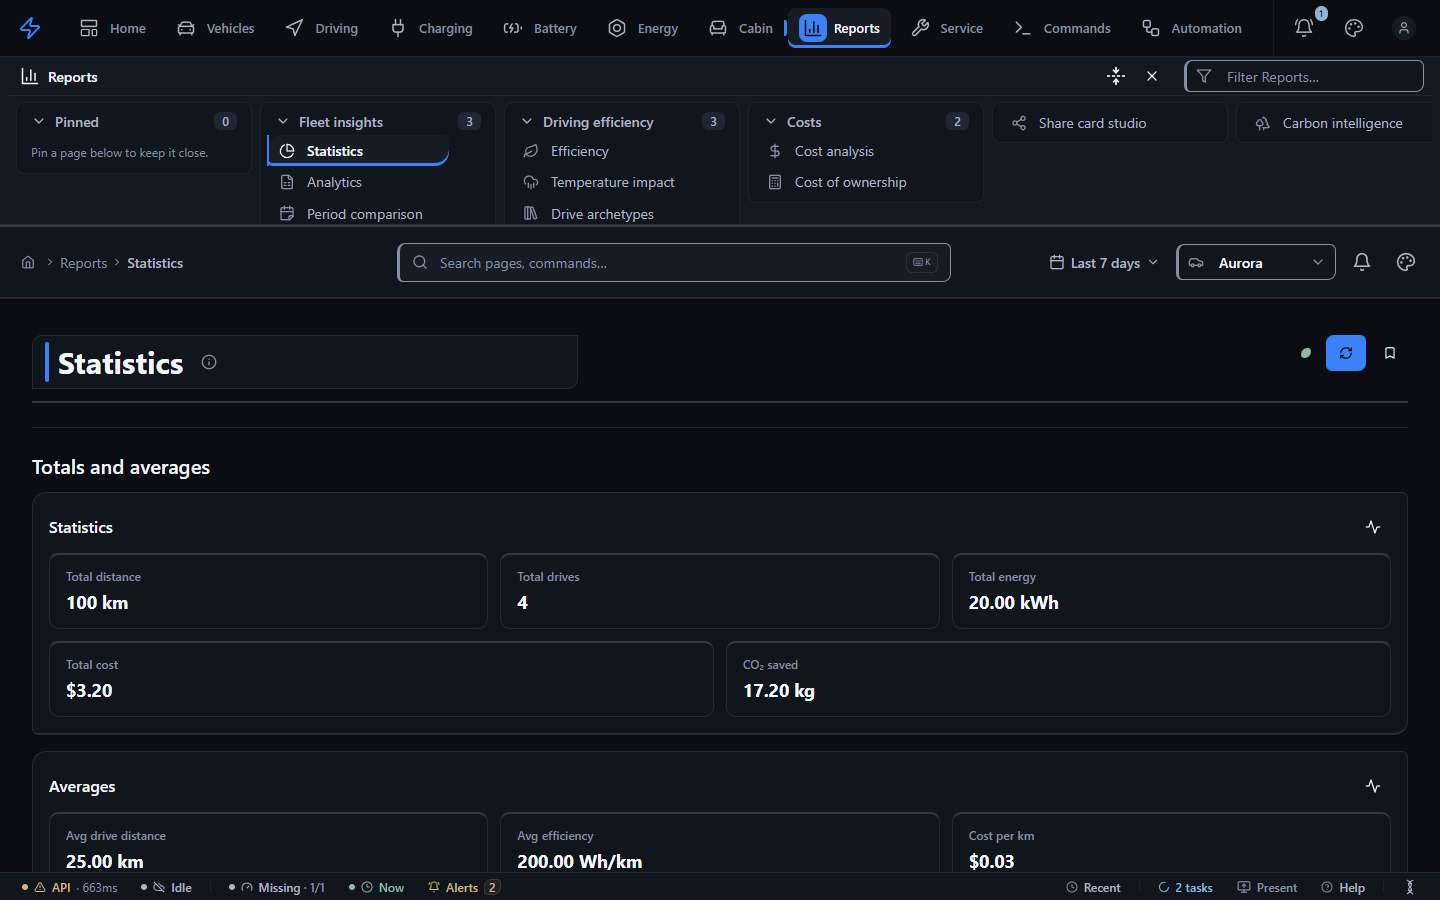 Home
Vehicles
Driving
Charging
Battery
Energy
Cabin
Reports
Service
Commands
Automation
1
Reports
Filter Reports...
Pinned
0
Pin a page below to keep it close.
Fleet insights
3
Statistics
Analytics
Period comparison
Driving efficiency
3
Efficiency
Temperature impact
Drive archetypes
Costs
2
Cost analysis
Cost of ownership
Share card studio
Carbon intelligence
Reports
Statistics
Search pages, commands...
K
Last 7 days
Aurora
Statistics
Totals and averages
Statistics
Total distance
100 km
Total drives
4
Total energy
20.00 kWh
Total cost
$3.20
CO₂ saved
17.20 kg
Averages
Avg drive distance
25.00 km
Avg efficiency
200.00 Wh/km
Cost per km
$0.03
API · 663ms
Idle
Missing · 1/1
Now
Alerts 2
Recent
2 tasks
Present
Help